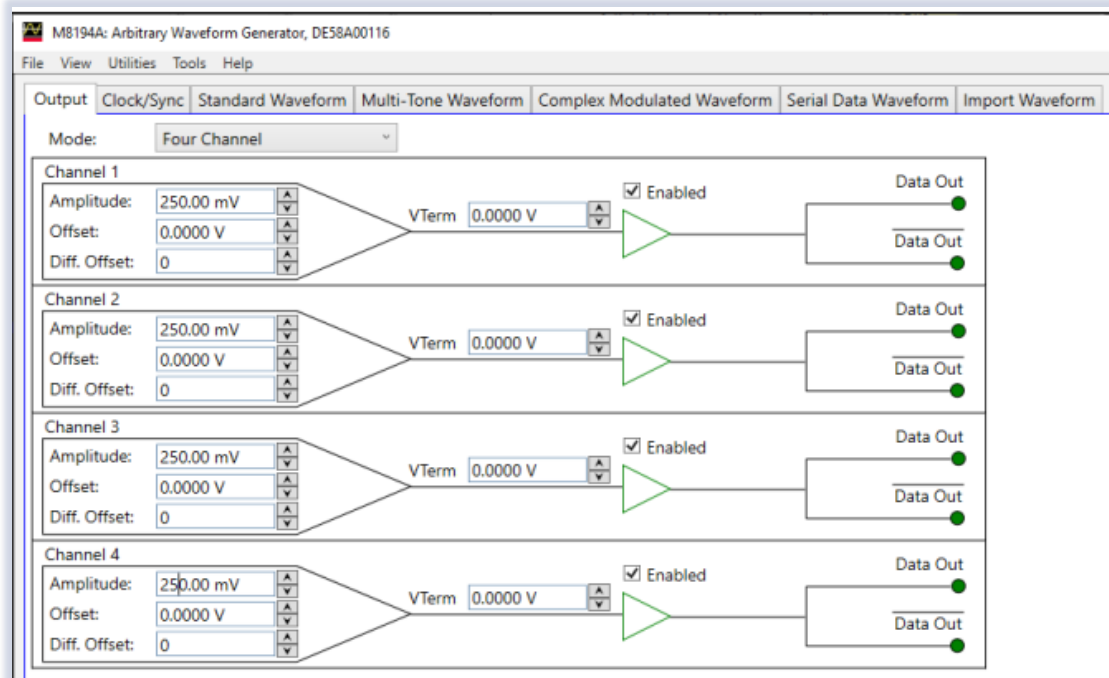 M8194A: Arbitrary Waveform Generator, DE58A00116
File View Utilities Tools Help
Output Clock/Sync Standard Waveform Multi-Tone Waveform Complex Modulated Waveform Serial Data Waveform Import Waveform
Mode: Four Channel
Channel 1
Amplitude: 250.00 mV
Offset: 0.0000 V
Diff. Offset: 0
VTerm 0.0000 V
Enabled
Data Out
Data Out
Channel 2
Amplitude: 250.00 mV
Offset: 0.0000 V
Diff. Offset: 0
VTerm 0.0000 V
Enabled
Data Out
Data Out
Channel 3
Amplitude: 250.00 mV
Offset: 0.0000 V
Diff. Offset: 0
VTerm 0.0000 V
Enabled
Data Out
Data Out
Channel 4
Amplitude: 250.00 mV
Offset: 0.0000 V
Diff. Offset: 0
VTerm 0.0000 V
Enabled
Data Out
Data Out